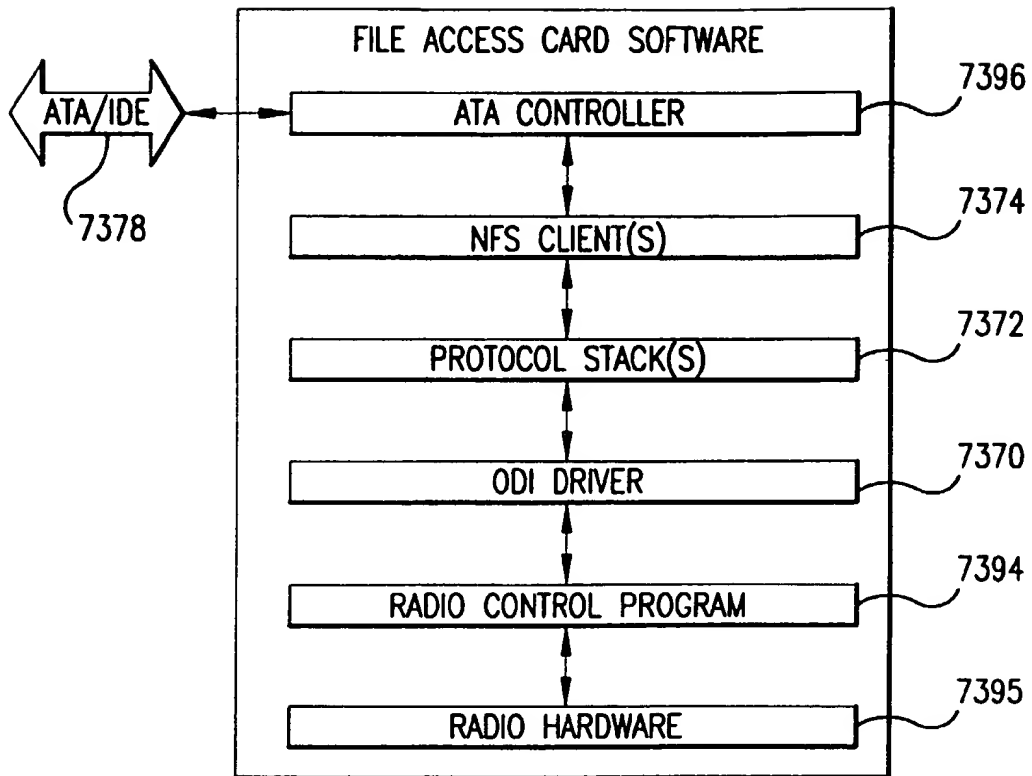 FILE ACCESS CARD SOFTWARE
7396
ATA/IDE
ATA CONTROLLER
7378
7374
NFS CLIENT(S)
7372
PROTOCOL STACK(S)
7370
ODI DRIVER
7394
RADIO CONTROL PROGRAM
7395
RADIO HARDWARE